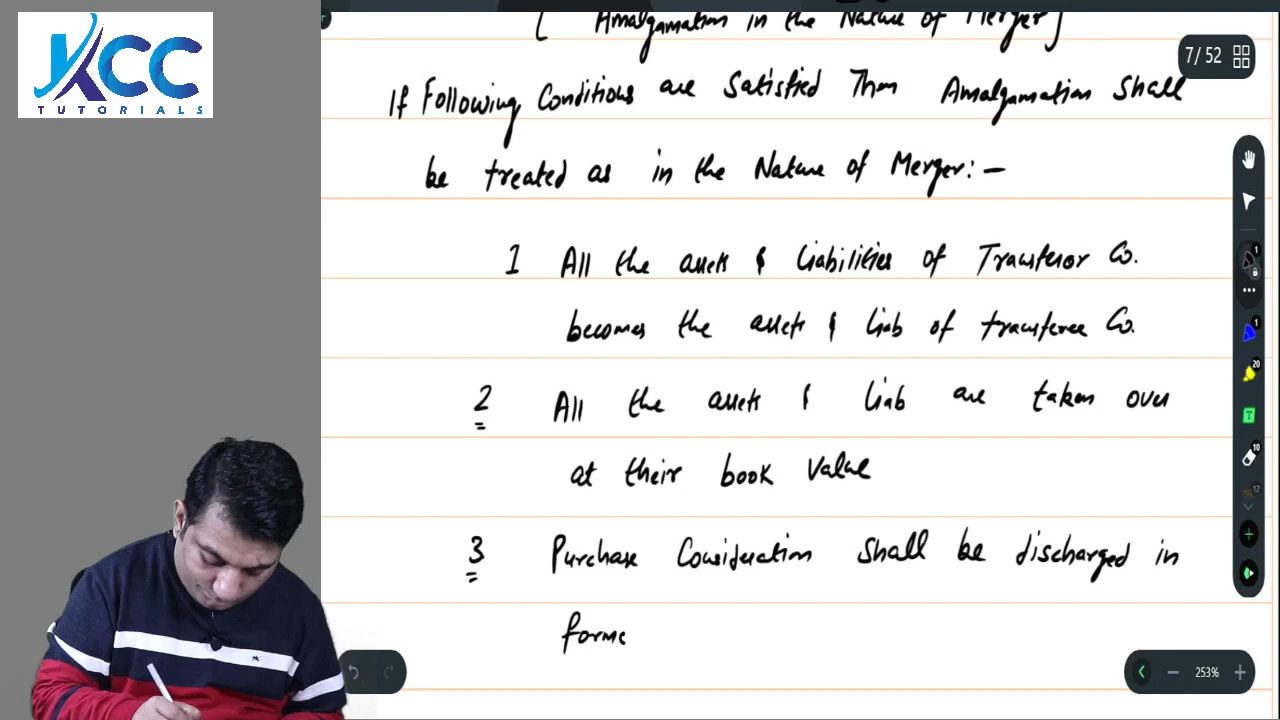 KCC
TUTORIALS
[ Amalgamation in the Nature of Merger]
7/52
If Following Conditions are Satisfied Then Amalgamation Shall
be treated as in the Nature of Merger:-
1 All the assets & Liabilities of Transferor Co.
becomes the assets & Liab of transferee Co.
2 All the assets & Liab are taken over
at their book value
3 Purchase Consideration shall be discharged in
forme
253%